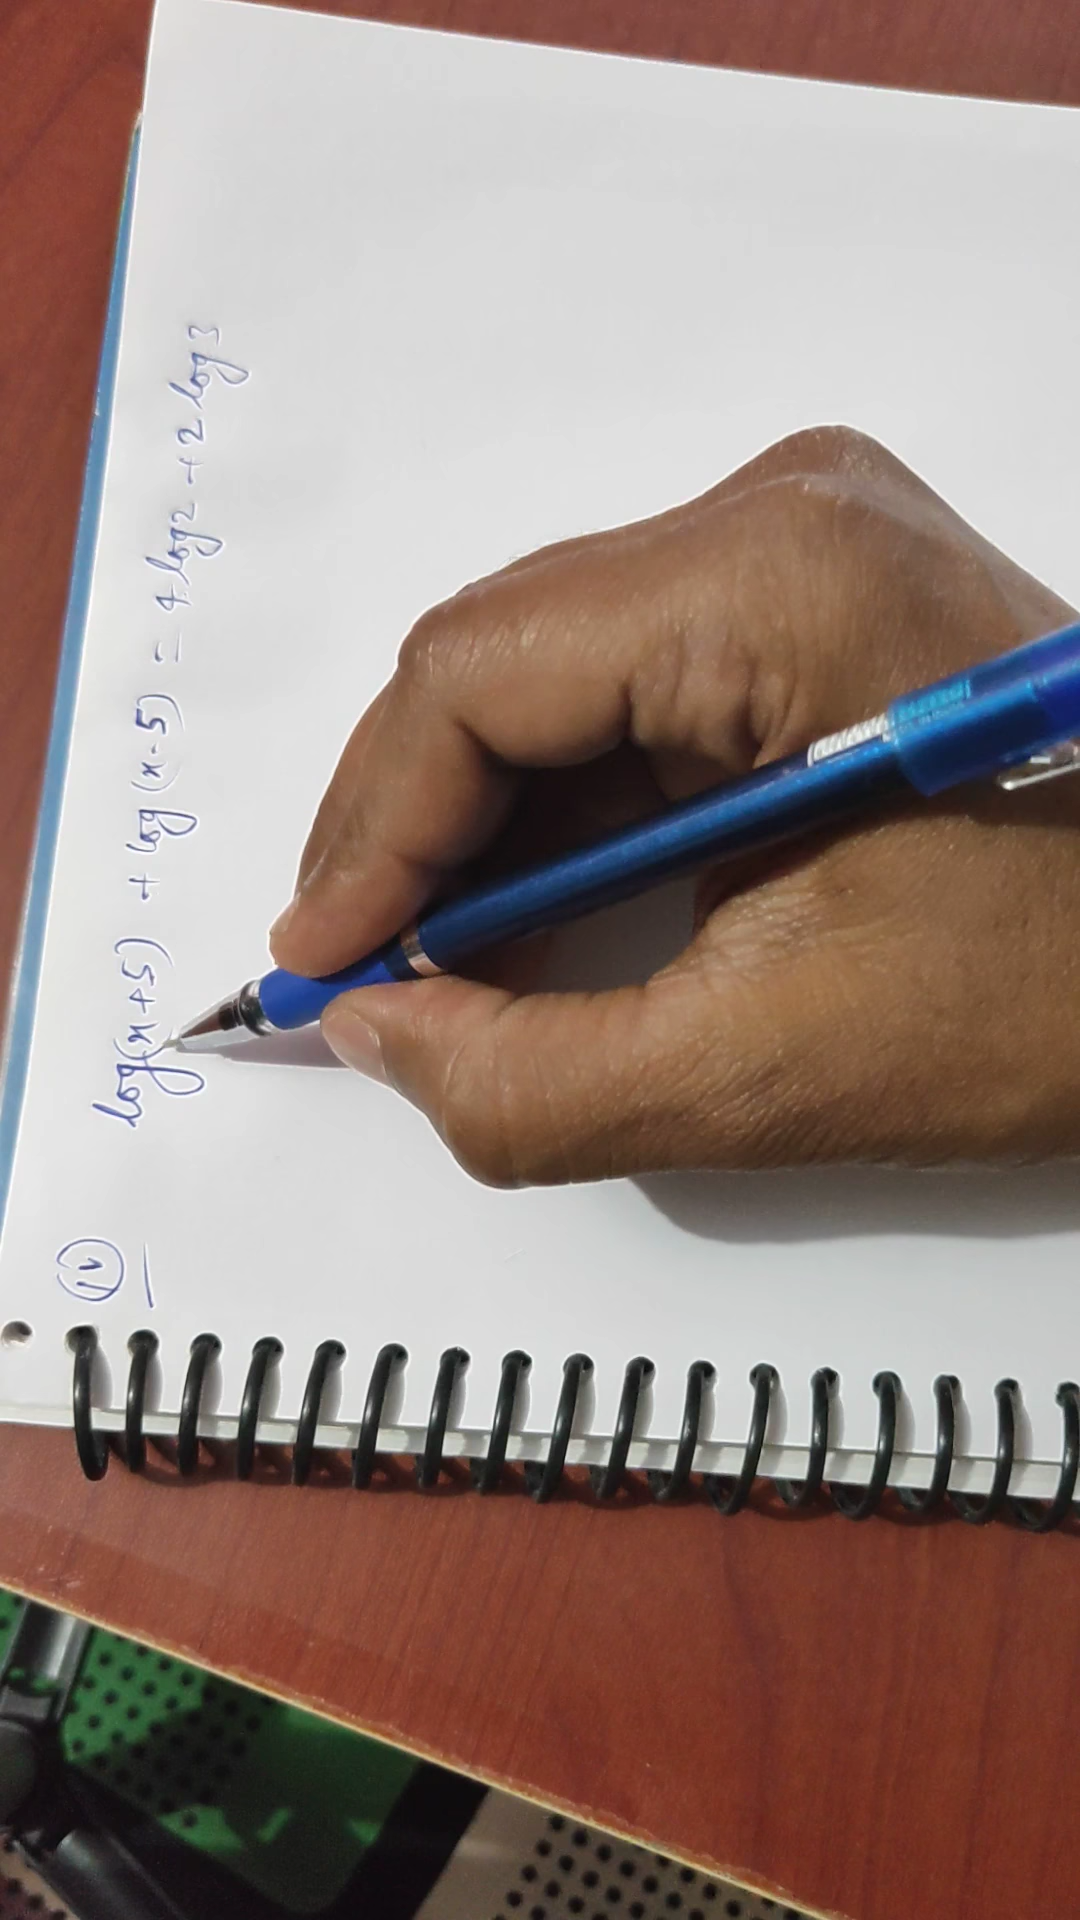 (iv) log(x+5) + log(x-5) = 4 log2 + 2 log3